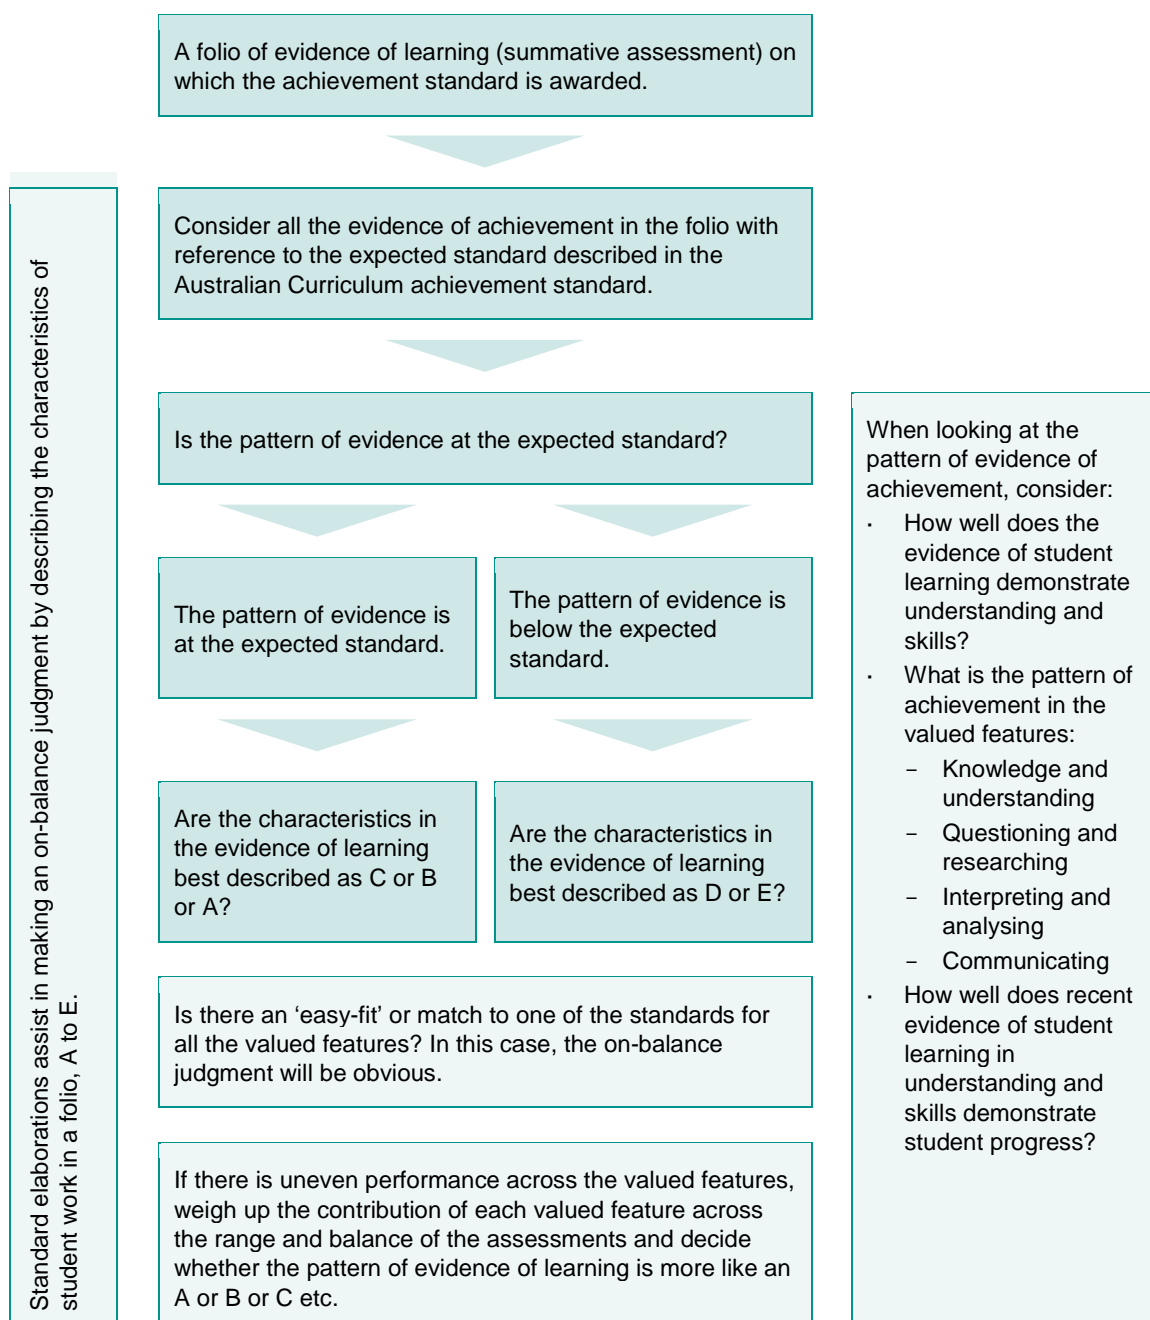 A folio of evidence of learning (summative assessment) on
which the achievement standard is awarded.
Standard elaborations assist in making an on-balance judgment by describing the characteristics of
student work in a folio, A to E.
Consider all the evidence of achievement in the folio with
reference to the expected standard described in the
Australian Curriculum achievement standard.
Is the pattern of evidence at the expected standard?
The pattern of evidence is
at the expected standard.
The pattern of evidence is
below the expected
standard.
Are the characteristics in
the evidence of learning
best described as C or B
or A?
Are the characteristics in
the evidence of learning
best described as D or E?
Is there an ‘easy-fit’ or match to one of the standards for
all the valued features? In this case, the on-balance
judgment will be obvious.
If there is uneven performance across the valued features,
weigh up the contribution of each valued feature across
the range and balance of the assessments and decide
whether the pattern of evidence of learning is more like an
A or B or C etc.
When looking at the
pattern of evidence of
achievement, consider:
· How well does the
evidence of student
learning demonstrate
understanding and
skills?
· What is the pattern of
achievement in the
valued features:
– Knowledge and
understanding
– Questioning and
researching
– Interpreting and
analysing
– Communicating
· How well does recent
evidence of student
learning in
understanding and
skills demonstrate
student progress?